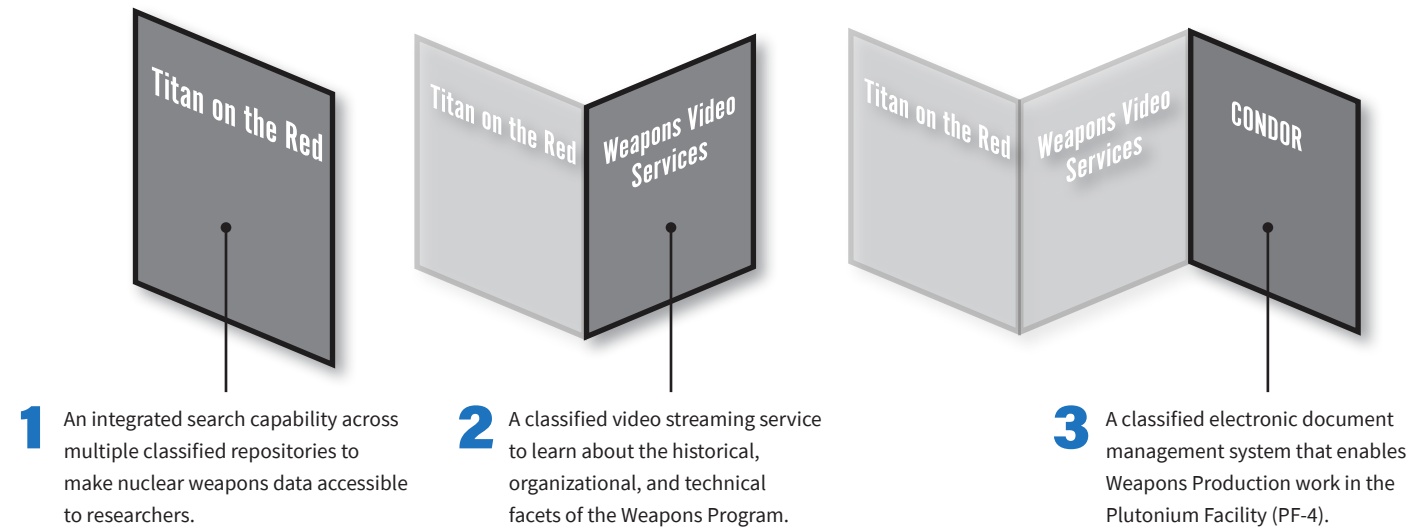 Titan on the Red
Titan on the Red
Weapons Video
Services
Titan on the Red
Weapons Video
Services
CONDOR
1
An integrated search capability across
multiple classified repositories to
make nuclear weapons data accessible
to researchers.
2
A classified video streaming service
to learn about the historical,
organizational, and technical
facets of the Weapons Program.
3
A classified electronic document
management system that enables
Weapons Production work in the
Plutonium Facility (PF-4).